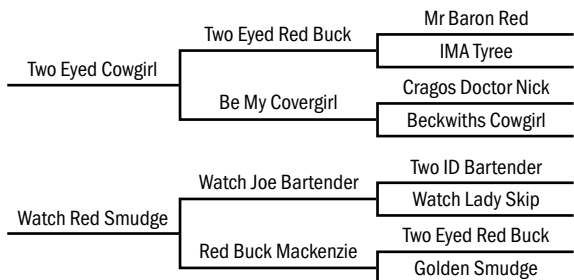 Mr Baron Red
Two Eyed Red Buck
IMA Tyree
Two Eyed Cowgirl
Cragos Doctor Nick
Be My Covergirl
Beckwiths Cowgirl
Two ID Bartender
Watch Joe Bartender
Watch Lady Skip
Watch Red Smudge
Two Eyed Red Buck
Red Buck Mackenzie
Golden Smudge